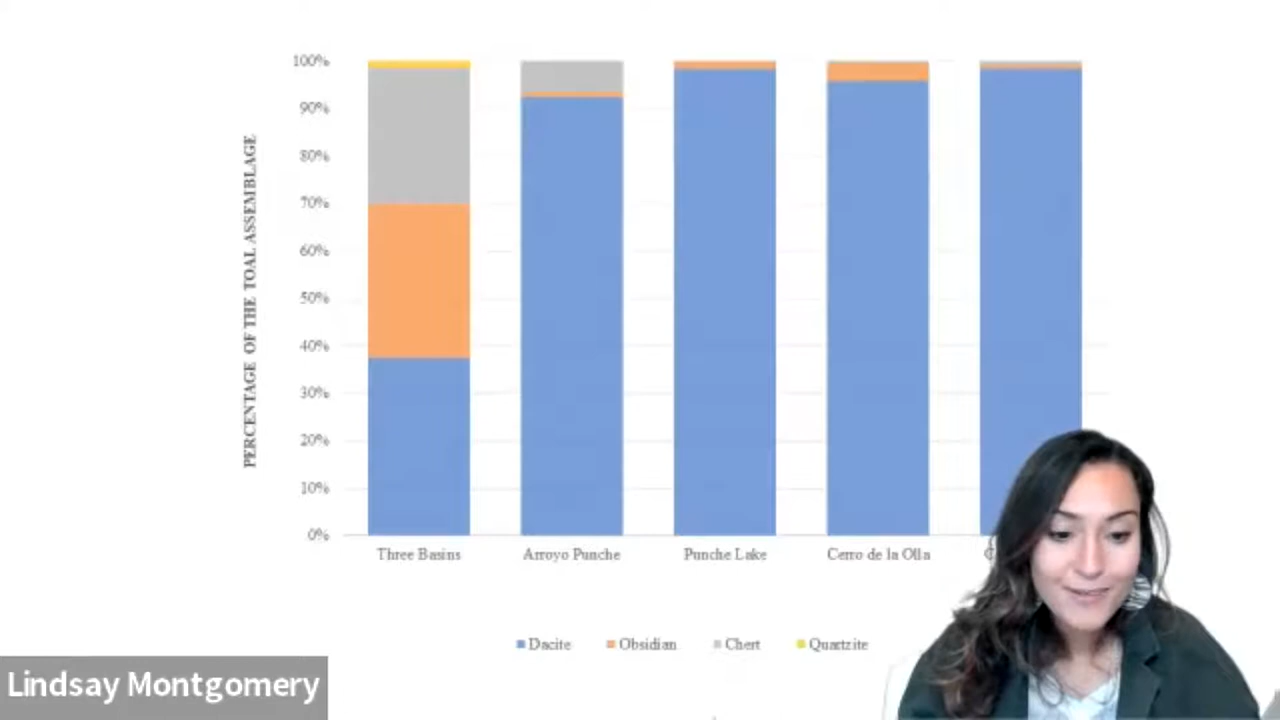 100%
90%
80%
70%
60%
50%
40%
30%
20%
10%
0%
PERCENTAGE OF THE TOAL ASSEMBLAGE
Three Basins
Arroyo Punche
Punche Lake
Cerro de la Olla
Dacite
Obsidian
Chert
Quartzite
Lindsay Montgomery